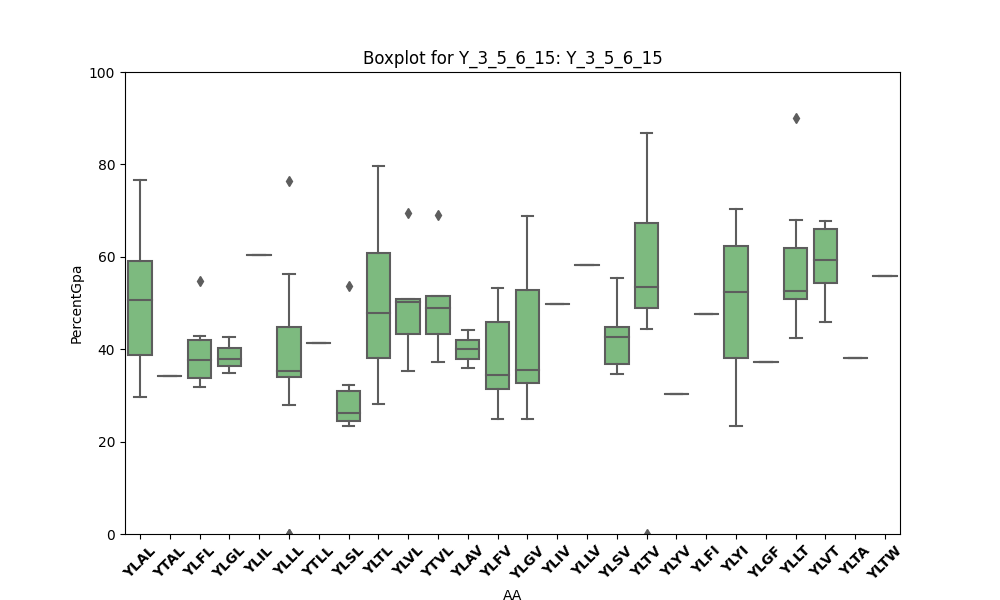 Boxplot for Y_3_5_6_15: Y_3_5_6_15
100
80
60
40
20
0
PercentGpa
YLAL YTAL YLFL YLGL YLIL YLLL YTLL YLSL YLTL YLVL YTVL YLAV YLFV YLGV YLIV YLLV YLSV YLTV YLYV YLFI YLYI YLGF YLLT YLVT YLTA YLTW
AA